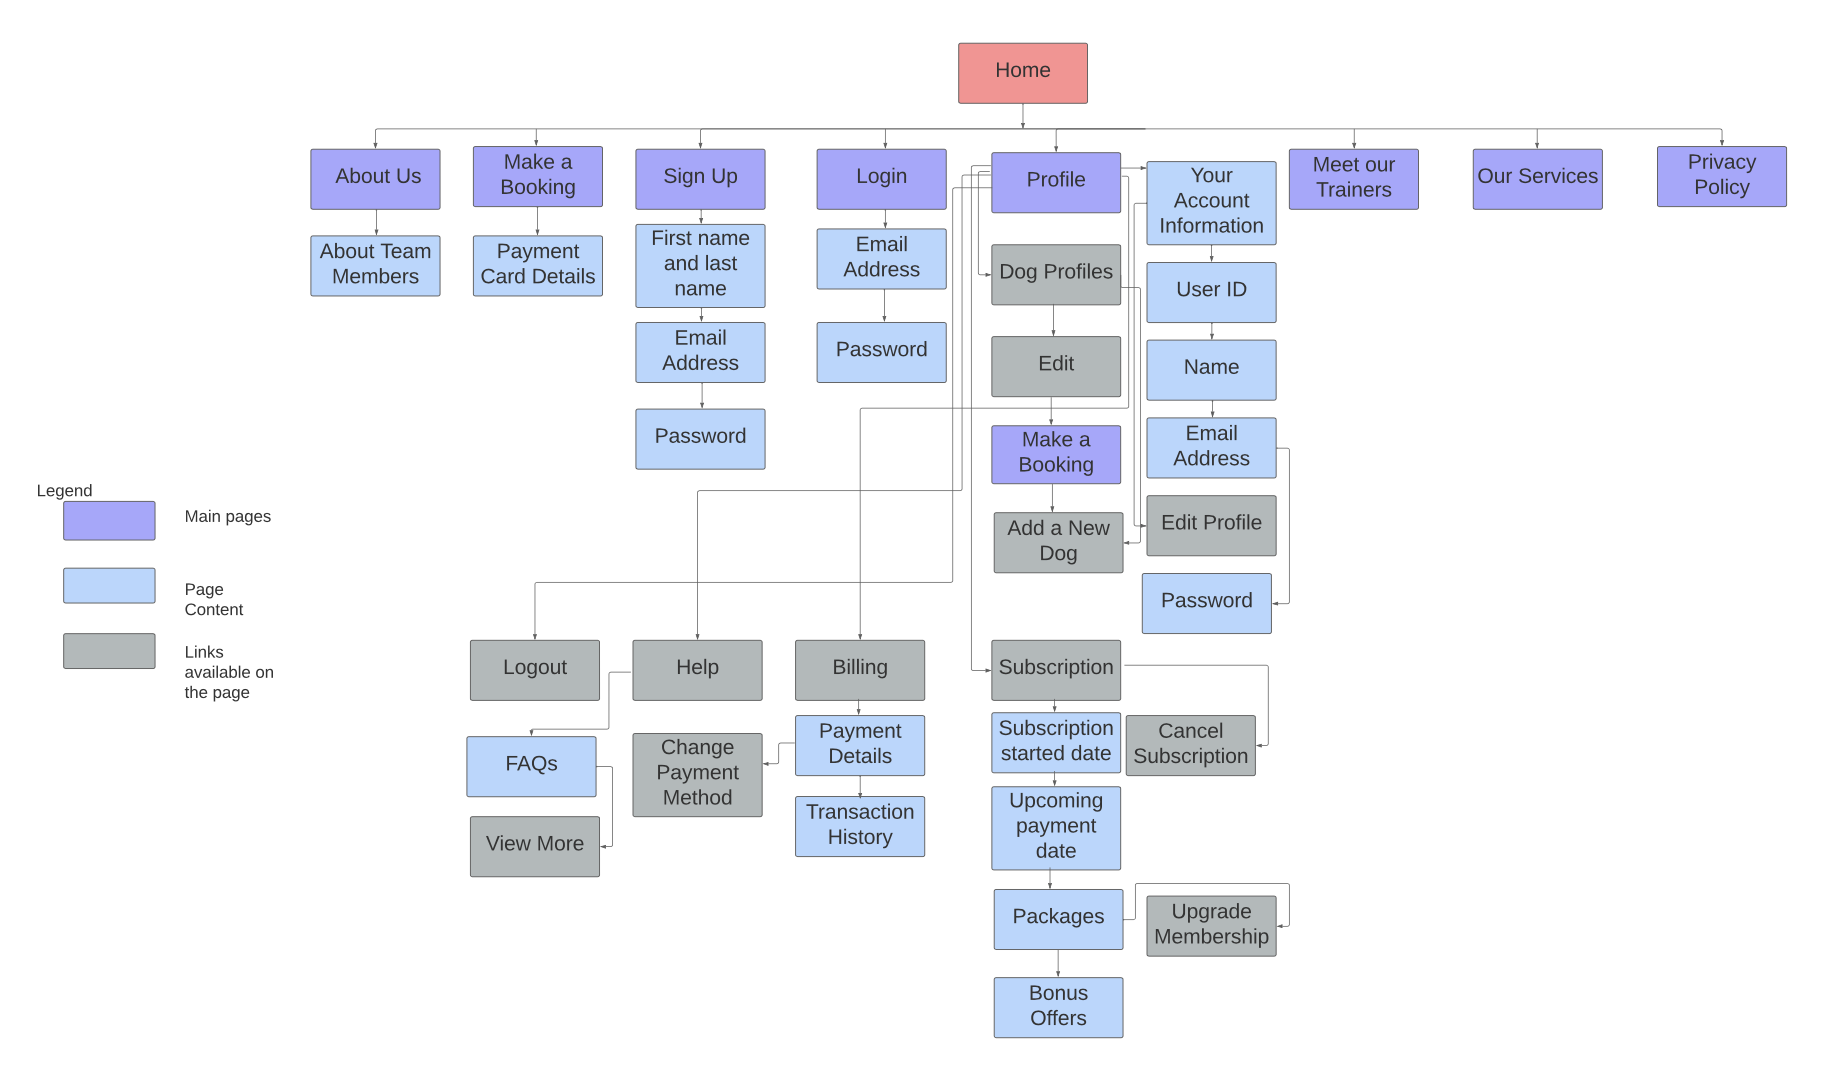 Home
About Us
Make a
Booking
Sign Up
Login
Profile
Your
Account
Information
Meet our
Trainers
Our Services
Privacy
Policy
About Team
Members
Payment
Card Details
First name
and last
name
Email
Address
Dog Profiles
User ID
Email
Address
Password
Edit
Name
Password
Make a
Booking
Email
Address
Legend
Main pages
Add a New
Dog
Edit Profile
Page
Content
Password
Links
available on
the page
Logout
Help
Billing
Subscription
FAQs
Change
Payment
Method
Payment
Details
Subscription
started date
Cancel
Subscription
View More
Transaction
History
Upcoming
payment
date
Packages
Upgrade
Membership
Bonus
Offers